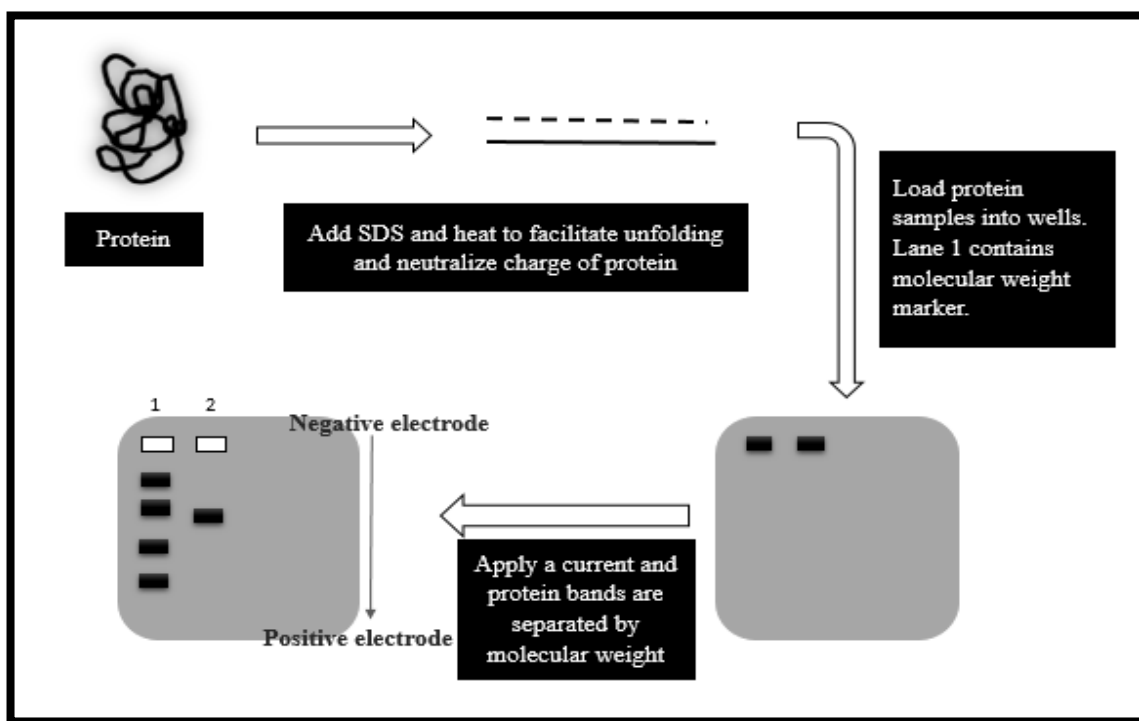 Protein
Add SDS and heat to facilitate unfolding
and neutralize charge of protein
Load protein
samples into wells.
Lane 1 contains
molecular weight
marker.
1 2
Negative electrode
Positive electrode
Apply a current and
protein bands are
separated by
molecular weight